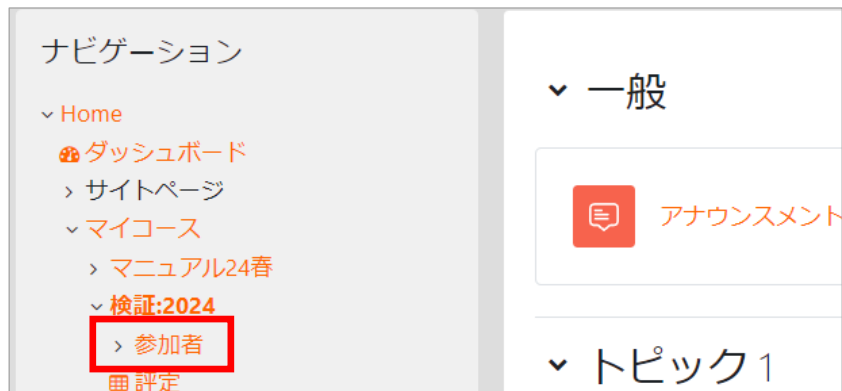 ナビゲーション
Home
ダッシュボード
サイトページ
マイコース
マニュアル24春
検証:2024
参加者
評定
一般
アナウンスメント
トピック 1